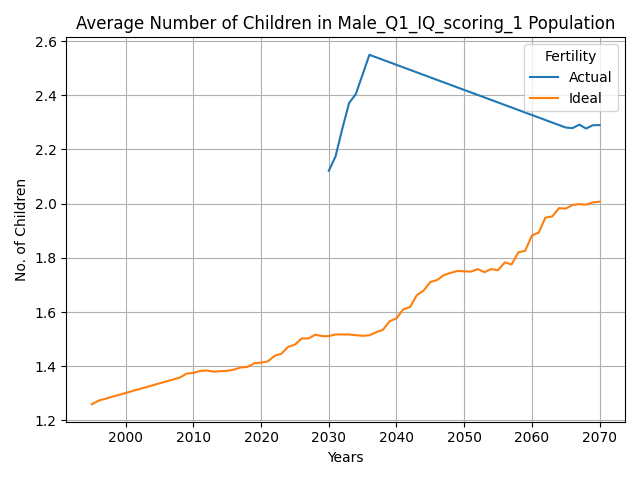 Average Number of Children in Male_Q1_IQ_scoring_1 Population
Fertility
Actual
Ideal
No. of Children
2.6
2.4
2.2
2.0
1.8
1.6
1.4
1.2
2000 2010 2020 2030 2040 2050 2060 2070
Years